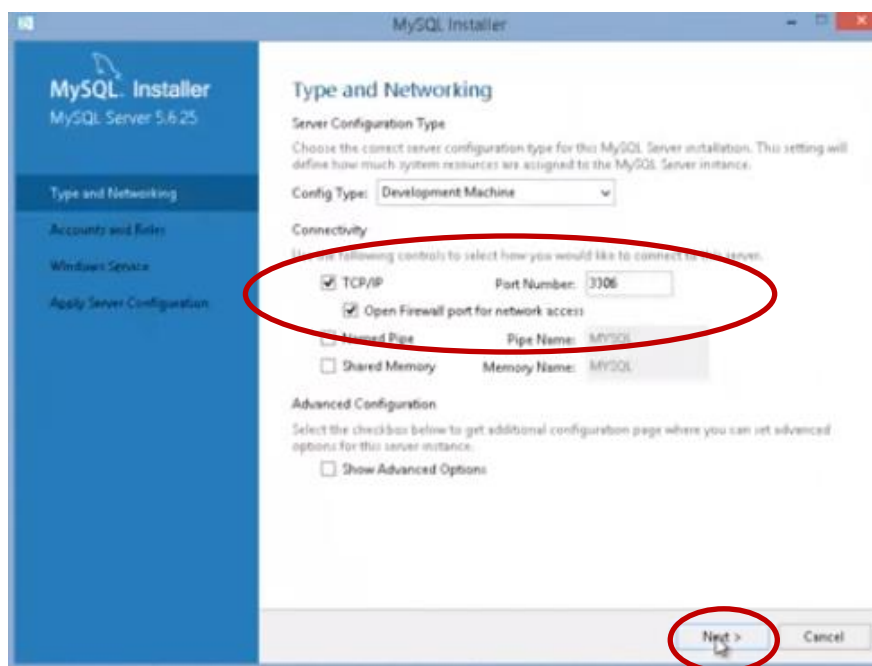 MySQL Installer
MySQL. Installer
MySQL Server 5.6.25
Type and Networking
Accounts and Roles
Windows Service
Apply Server Configuration
Type and Networking
Server Configuration Type
Choose the correct server configuration type for this MySQL Server installation. This setting will
define how much system resources are assigned to the MySQL Server instance.
Config Type: Development Machine
Connectivity
Use the following controls to select how you would like to connect to this server.
TCP/IP Port Number: 3306
Open Firewall port for network access
Named Pipe Pipe Name: MYSQL
Shared Memory Memory Name: MYSQL
Advanced Configuration
Select the checkbox below to get additional configuration page where you can set advanced
options for this server instance.
Show Advanced Options
Next > Cancel